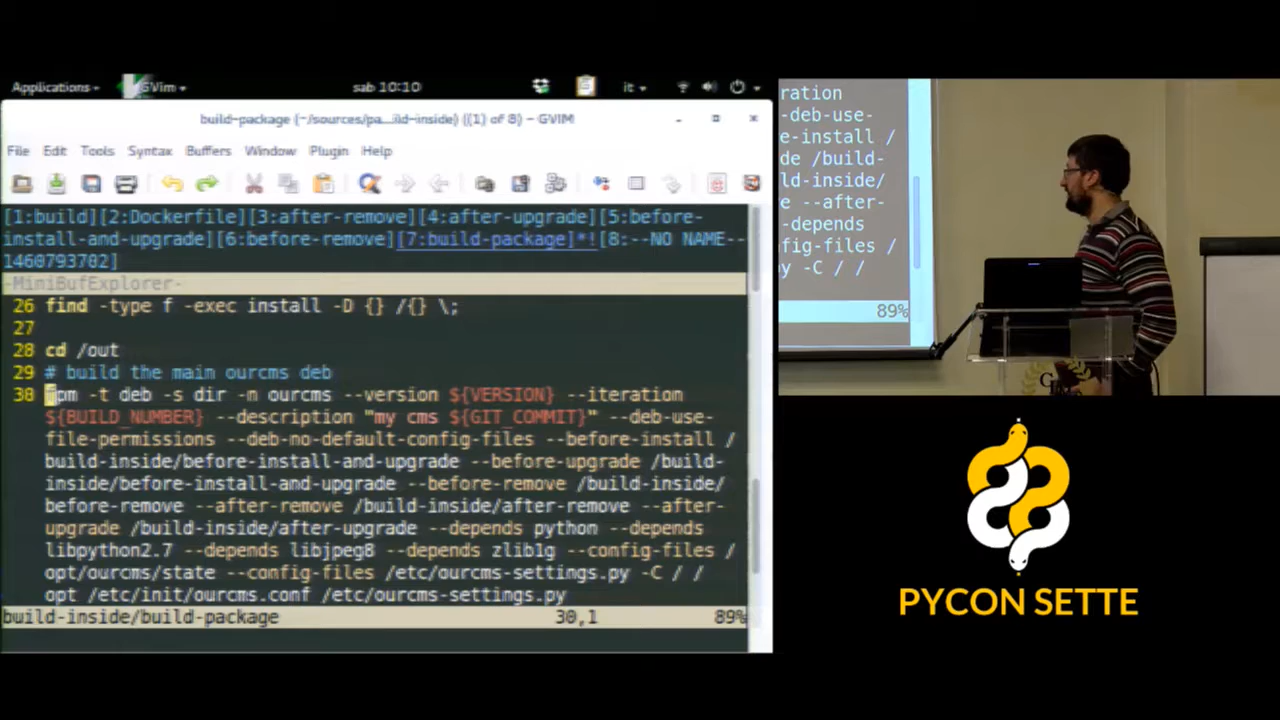 Applications
GVim
sab 10:10
it
build-package (~/sources/pa...ild-inside) ((1) of 8) - GVIM
File Edit Tools Syntax Buffers Window Plugin Help
[1:build][2:Dockerfile][3:after-remove][4:after-upgrade][5:before-
install-and-upgrade][6:before-remove][7:build-package]*![8:--NO NAME--
1460793702]
-MiniBufExplorer-
26 find -type f -exec install -D {} /{} \;
27
28 cd /out
29 # build the main ourcms deb
30 fpm -t deb -s dir -n ourcms --version ${VERSION} --iteration
${BUILD_NUMBER} --description "my cms ${GIT_COMMIT}" --deb-use-
file-permissions --deb-no-default-config-files --before-install /
build-inside/before-install-and-upgrade --before-upgrade /build-
inside/before-install-and-upgrade --before-remove /build-inside/
before-remove --after-remove /build-inside/after-remove --after-
upgrade /build-inside/after-upgrade --depends python --depends
libpython2.7 --depends libjpeg8 --depends zlib1g --config-files /
opt/ourcms/state --config-files /etc/ourcms-settings.py -C / /
opt /etc/init/ourcms.conf /etc/ourcms-settings.py
build-inside/build-package 30,1 89%
ration
-deb-use-
e-install /
de /build-
ld-inside/
e --after-
-depends
fig-files /
y -C / /
89%
PYCON SETTE